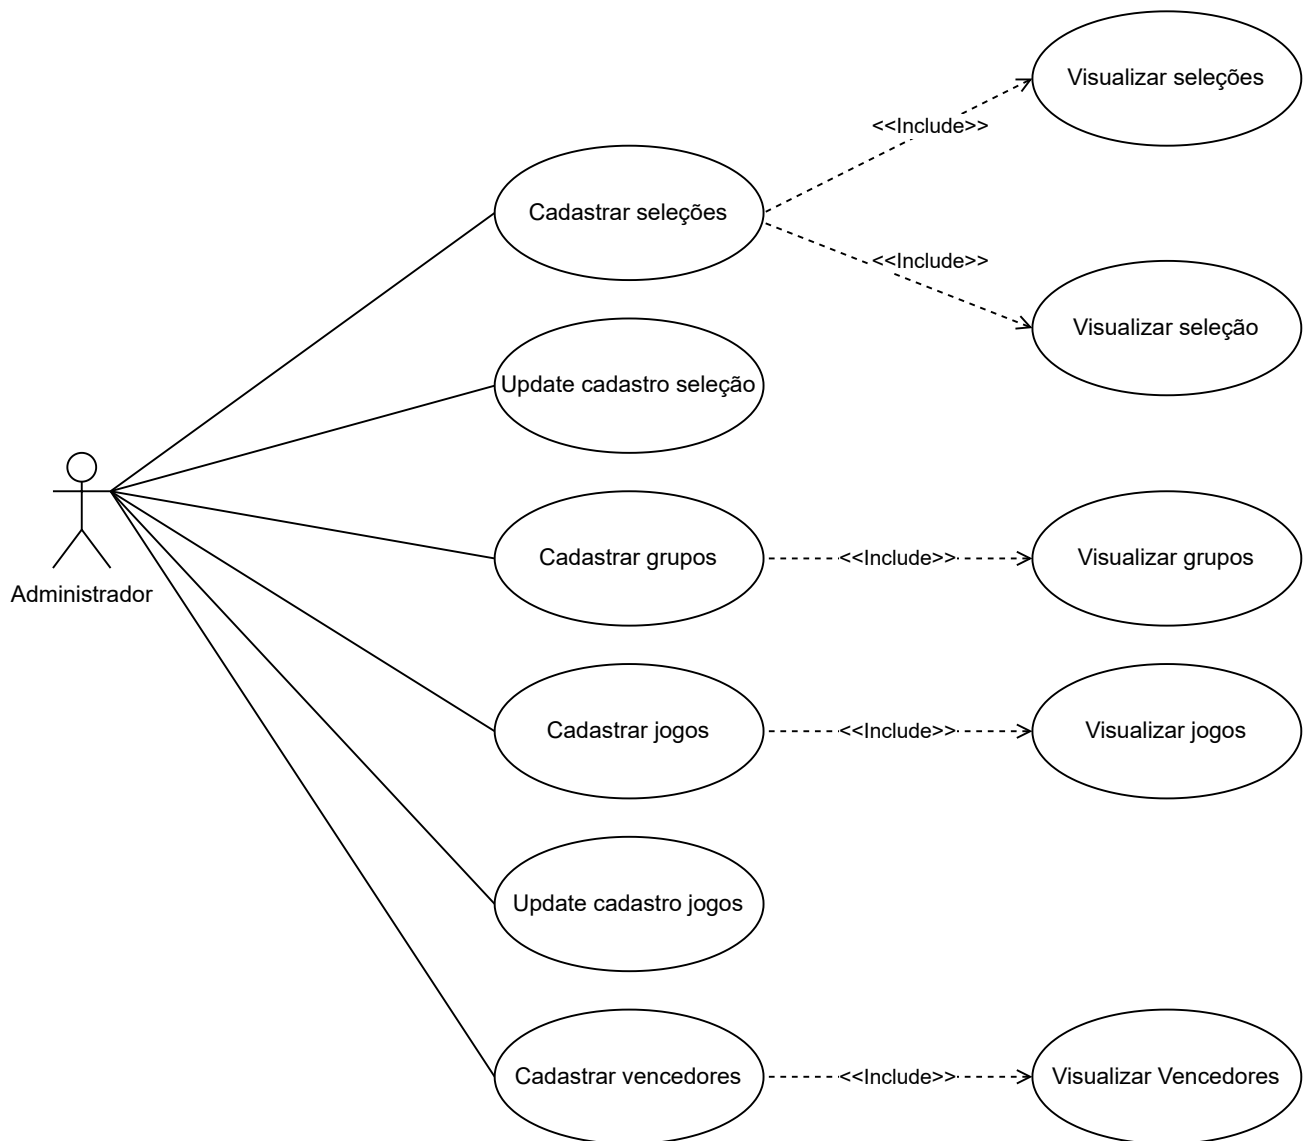 Visualizar seleções
<<Include>>
Cadastrar seleções
<<Include>>
Visualizar seleção
Update cadastro seleção
Administrador
Cadastrar grupos
<<Include>>
Visualizar grupos
Cadastrar jogos
<<Include>>
Visualizar jogos
Update cadastro jogos
Cadastrar vencedores
<<Include>>
Visualizar Vencedores